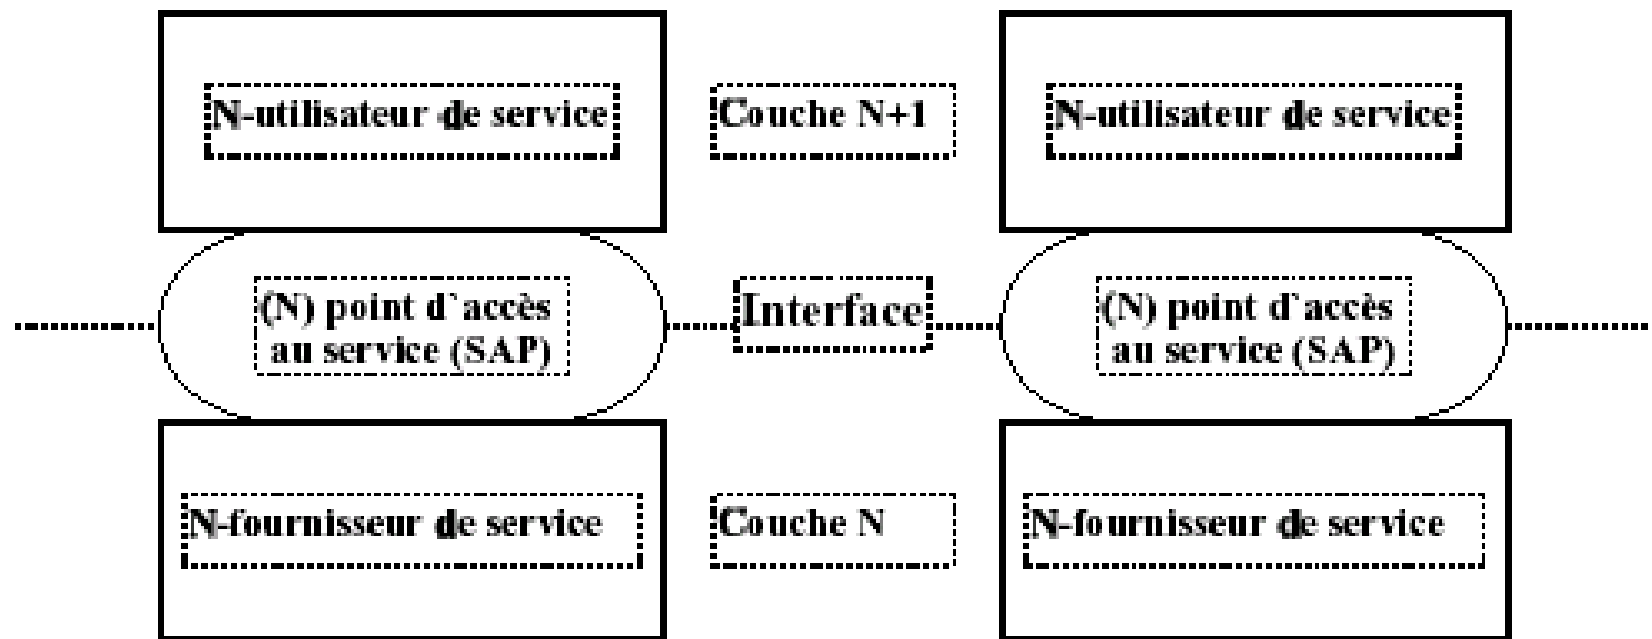 N-utilisateur de service
Couche N+1
N-utilisateur de service
(N) point d`accès
au service (SAP)
Interface
(N) point d`accès
au service (SAP)
N-fournisseur de service
Couche N
N-fournisseur de service